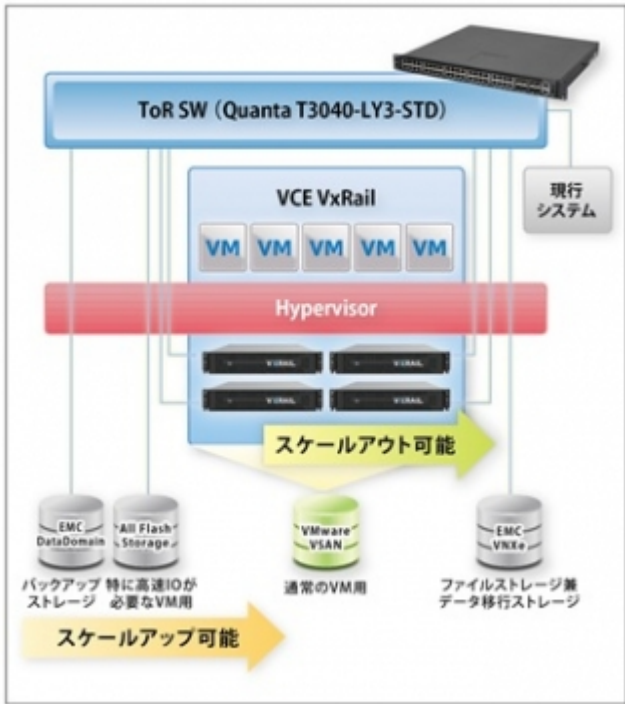 ToR SW（Quanta T3040-LY3-STD）
現行
システム
VCE VxRail
VM VM VM VM VM
Hypervisor
VXRAIL VXRAIL
VXRAIL VXRAIL
スケールアウト可能
EMC
DataDomain
All Flash
Storage
VMware
VSAN
EMC
VNXe
バックアップ
ストレージ
特に高速IOが
必要なVM用
通常のVM用
ファイルストレージ兼
データ移行ストレージ
スケールアップ可能